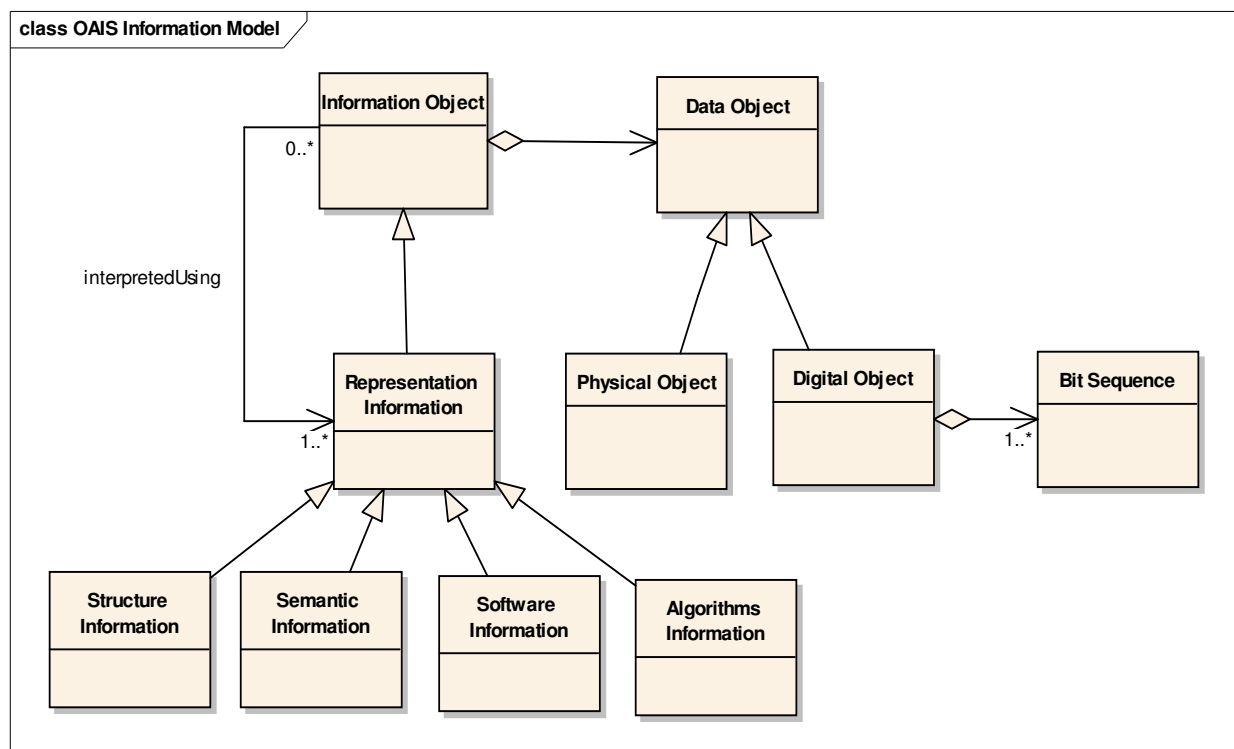 class OAIS Information Model
Information Object
Data Object
0..*
interpretedUsing
Representation
Information
1..*
Physical Object
Digital Object
Bit Sequence
1..*
Structure
Information
Semantic
Information
Software
Information
Algorithms
Information